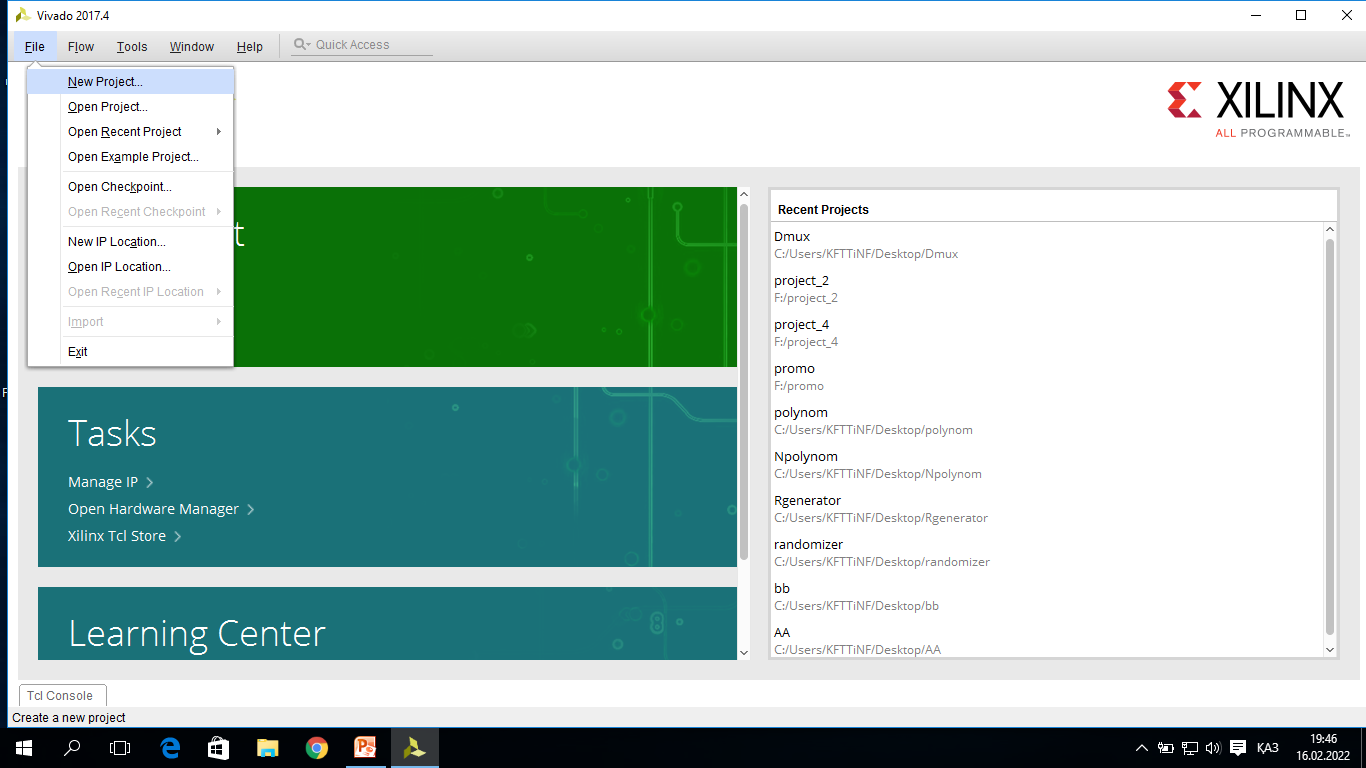 Vivado 2017.4
File Flow Tools Window Help Quick Access
New Project...
Open Project...
Open Recent Project
Open Example Project...
Open Checkpoint...
Open Recent Checkpoint
New IP Location...
Open IP Location...
Open Recent IP Location
Import
Exit
XILINX
ALL PROGRAMMABLE™
t
Tasks
Manage IP
Open Hardware Manager
Xilinx Tcl Store
Learning Center
Recent Projects
Dmux
C:/Users/KFTTiNF/Desktop/Dmux
project_2
F:/project_2
project_4
F:/project_4
promo
F:/promo
polynom
C:/Users/KFTTiNF/Desktop/polynom
Npolynom
C:/Users/KFTTiNF/Desktop/Npolynom
Rgenerator
C:/Users/KFTTiNF/Desktop/Rgenerator
randomizer
C:/Users/KFTTiNF/Desktop/randomizer
bb
C:/Users/KFTTiNF/Desktop/bb
AA
C:/Users/KFTTiNF/Desktop/AA
Tcl Console
Create a new project
ҚАЗ
19:46
16.02.2022